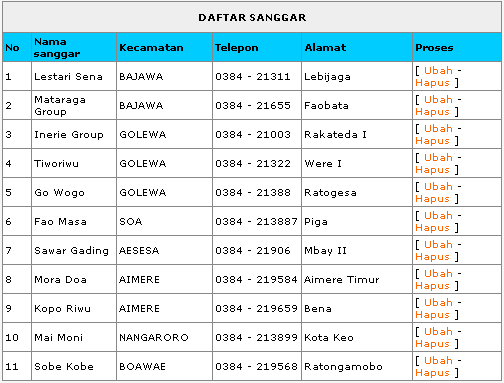 DAFTAR SANGGAR
No Nama sanggar Kecamatan Telepon Alamat Proses
1 Lestari Sena BAJAWA 0384 - 21311 Lebijaga [ Ubah - Hapus ]
2 Mataraga Group BAJAWA 0384 - 21655 Faobata [ Ubah - Hapus ]
3 Inerie Group GOLEWA 0384 - 21003 Rakateda I [ Ubah - Hapus ]
4 Tiworiwu GOLEWA 0384 - 21322 Were I [ Ubah - Hapus ]
5 Go Wogo GOLEWA 0384 - 21388 Ratogesa [ Ubah - Hapus ]
6 Fao Masa SOA 0384 - 213887 Piga [ Ubah - Hapus ]
7 Sawar Gading AESESA 0384 - 21906 Mbay II [ Ubah - Hapus ]
8 Mora Doa AIMERE 0384 - 219584 Aimere Timur [ Ubah - Hapus ]
9 Kopo Riwu AIMERE 0384 - 219659 Bena [ Ubah - Hapus ]
10 Mai Moni NANGARORO 0384 - 213899 Kota Keo [ Ubah - Hapus ]
11 Sobe Kobe BOAWAE 0384 - 219568 Ratongamobo [ Ubah - Hapus ]